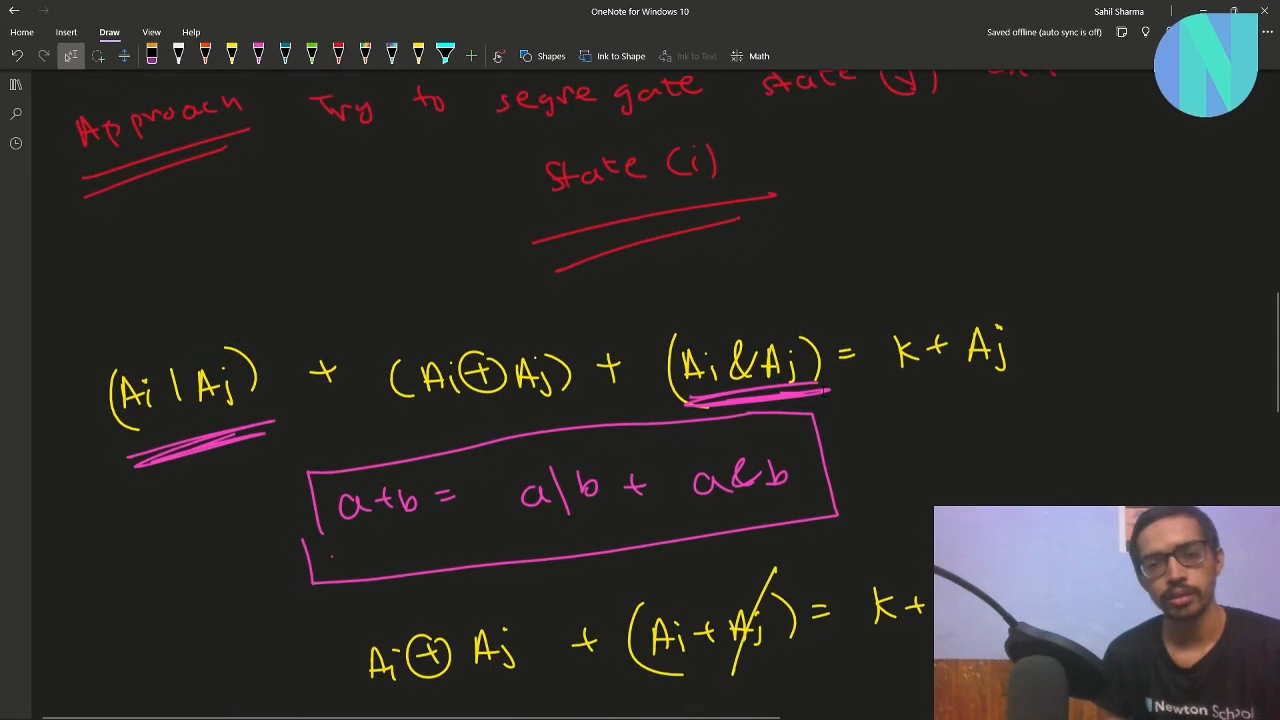 OneNote for Windows 10
Sahil Sharma
Home Insert Draw View Help
Saved offline (auto sync is off)
Shapes Ink to Shape Ink to Text Math
Approach Try to segregate state (j)
State (i)
(Ai | Aj) + (Ai ⊕ Aj) + (Ai & Aj) = k + Aj
a+b = a|b + a&b
Ai ⊕ Aj + (Ai + Aj) = k +
Newton School